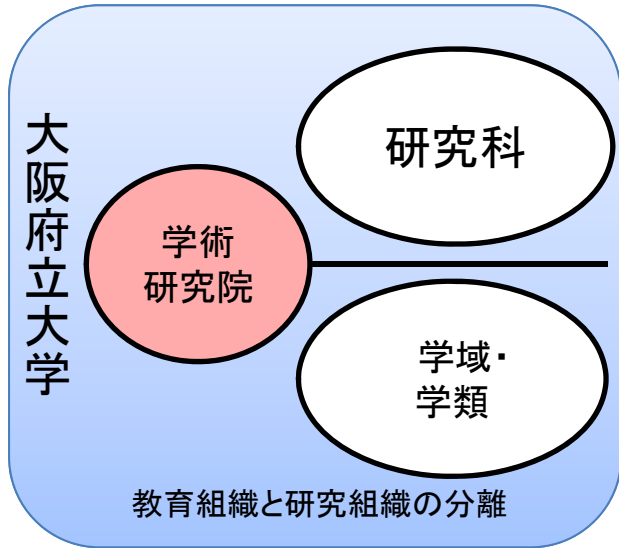 大阪府立大学
研究科
学術
研究院
学域・
学類
教育組織と研究組織の分離